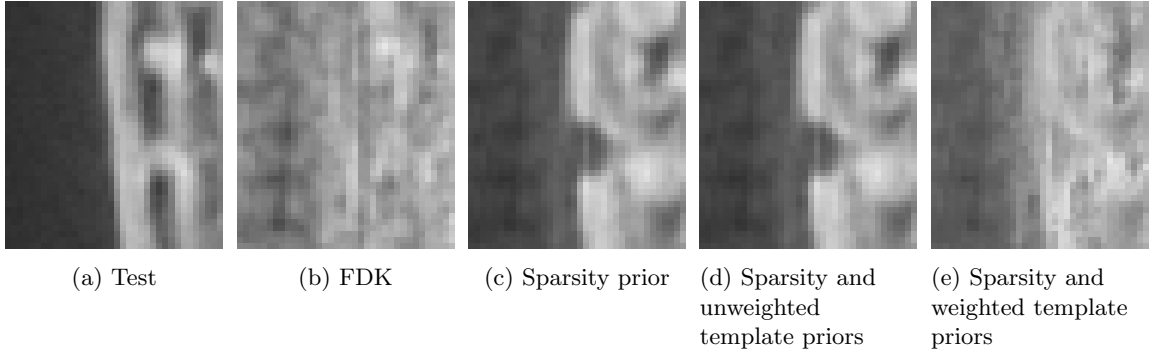 (a) Test
(b) FDK
(c) Sparsity prior
(d) Sparsity and
unweighted
template priors
(e) Sparsity and
weighted template
priors